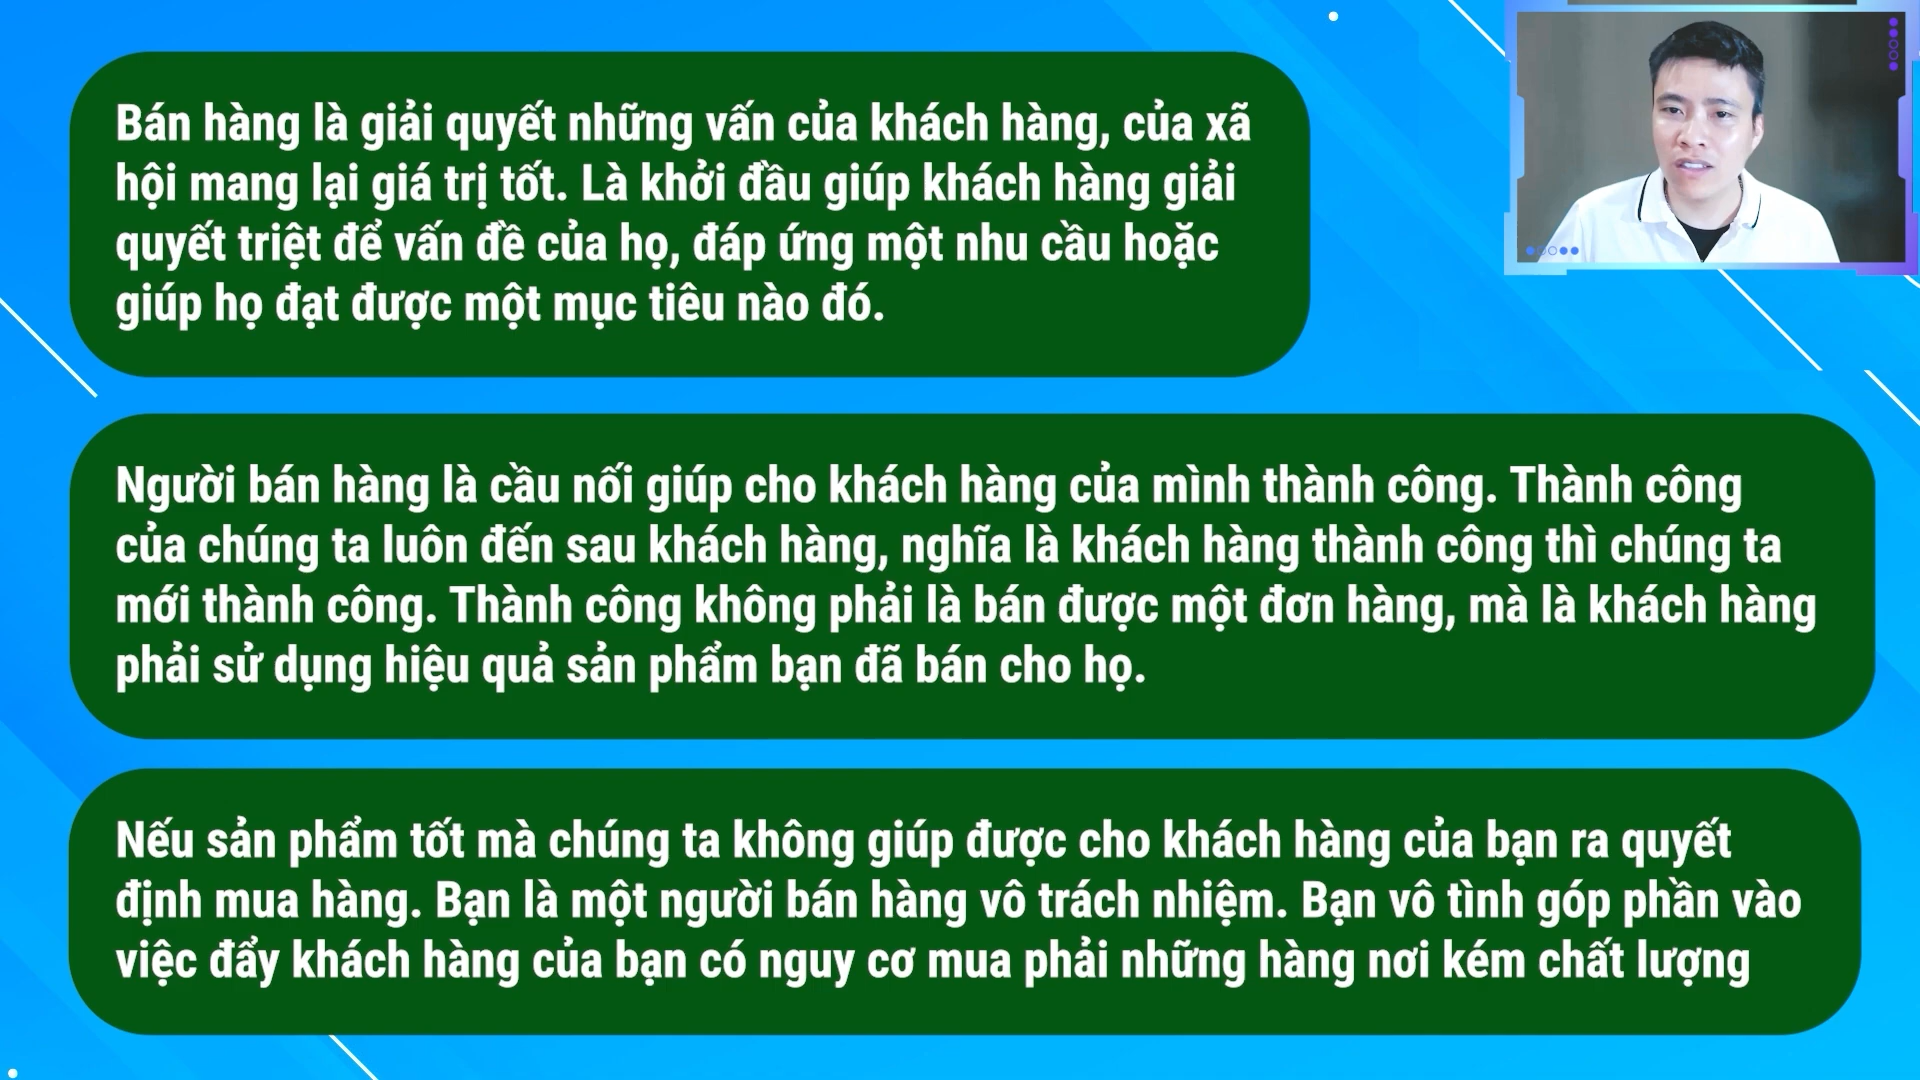 Bán hàng là giải quyết những vấn của khách hàng, của xã
hội mang lại giá trị tốt. Là khởi đầu giúp khách hàng giải
quyết triệt để vấn đề của họ, đáp ứng một nhu cầu hoặc
giúp họ đạt được một mục tiêu nào đó.
Người bán hàng là cầu nối giúp cho khách hàng của mình thành công. Thành công
của chúng ta luôn đến sau khách hàng, nghĩa là khách hàng thành công thì chúng ta
mới thành công. Thành công không phải là bán được một đơn hàng, mà là khách hàng
phải sử dụng hiệu quả sản phẩm bạn đã bán cho họ.
Nếu sản phẩm tốt mà chúng ta không giúp được cho khách hàng của bạn ra quyết
định mua hàng. Bạn là một người bán hàng vô trách nhiệm. Bạn vô tình góp phần vào
việc đẩy khách hàng của bạn có nguy cơ mua phải những hàng nơi kém chất lượng